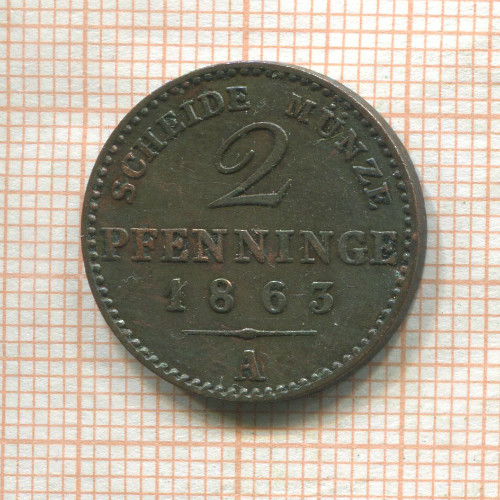 SCHEIDE MÜNZE
2
PFENNINGE
1863
A